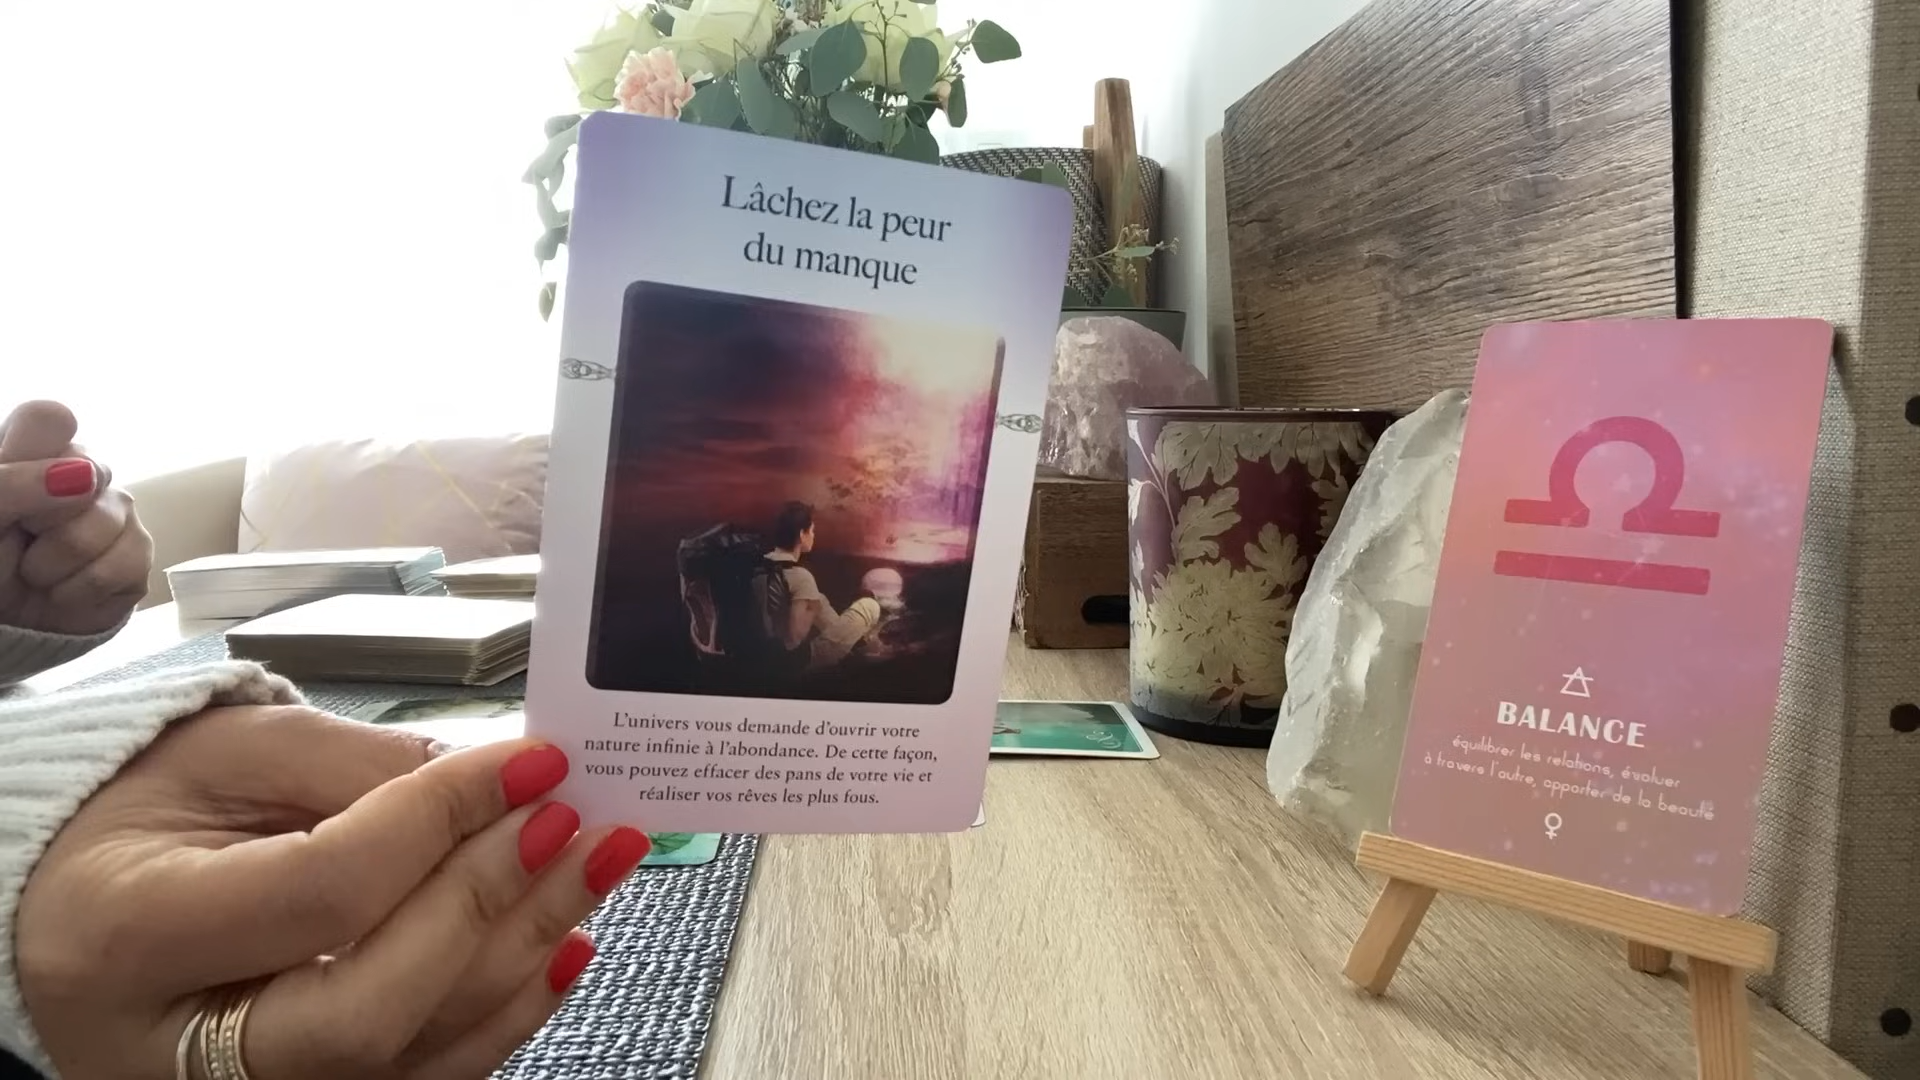 Lâchez la peur
du manque
L'univers vous demande d'ouvrir votre
nature infinie à l'abondance. De cette façon,
vous pouvez effacer des pans de votre vie et
réaliser vos rêves les plus fous.
BALANCE
équilibrer les relations, évoluer
à travers l'autre, apporter de la beauté